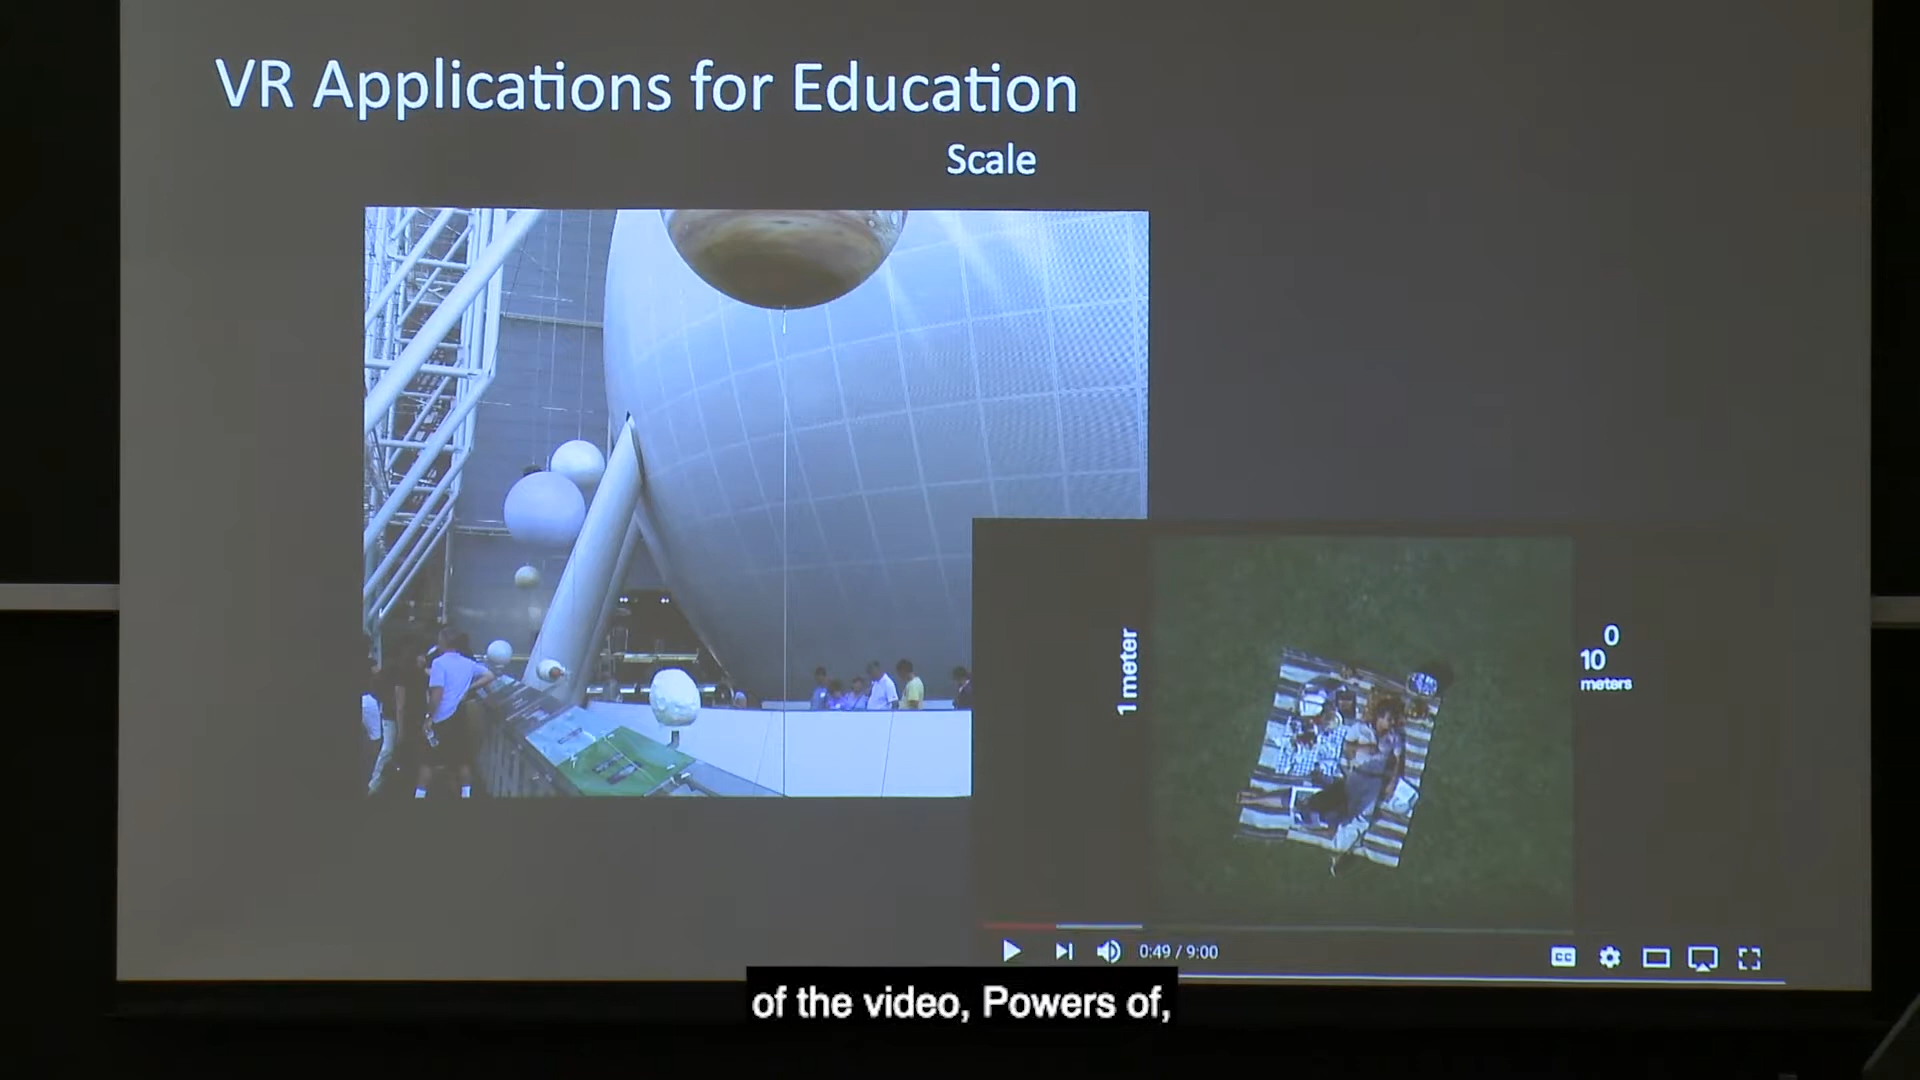 VR Applications for Education
Scale
1 meter
0
10
meters
0:49 / 9:00
CC
of the video, Powers of,